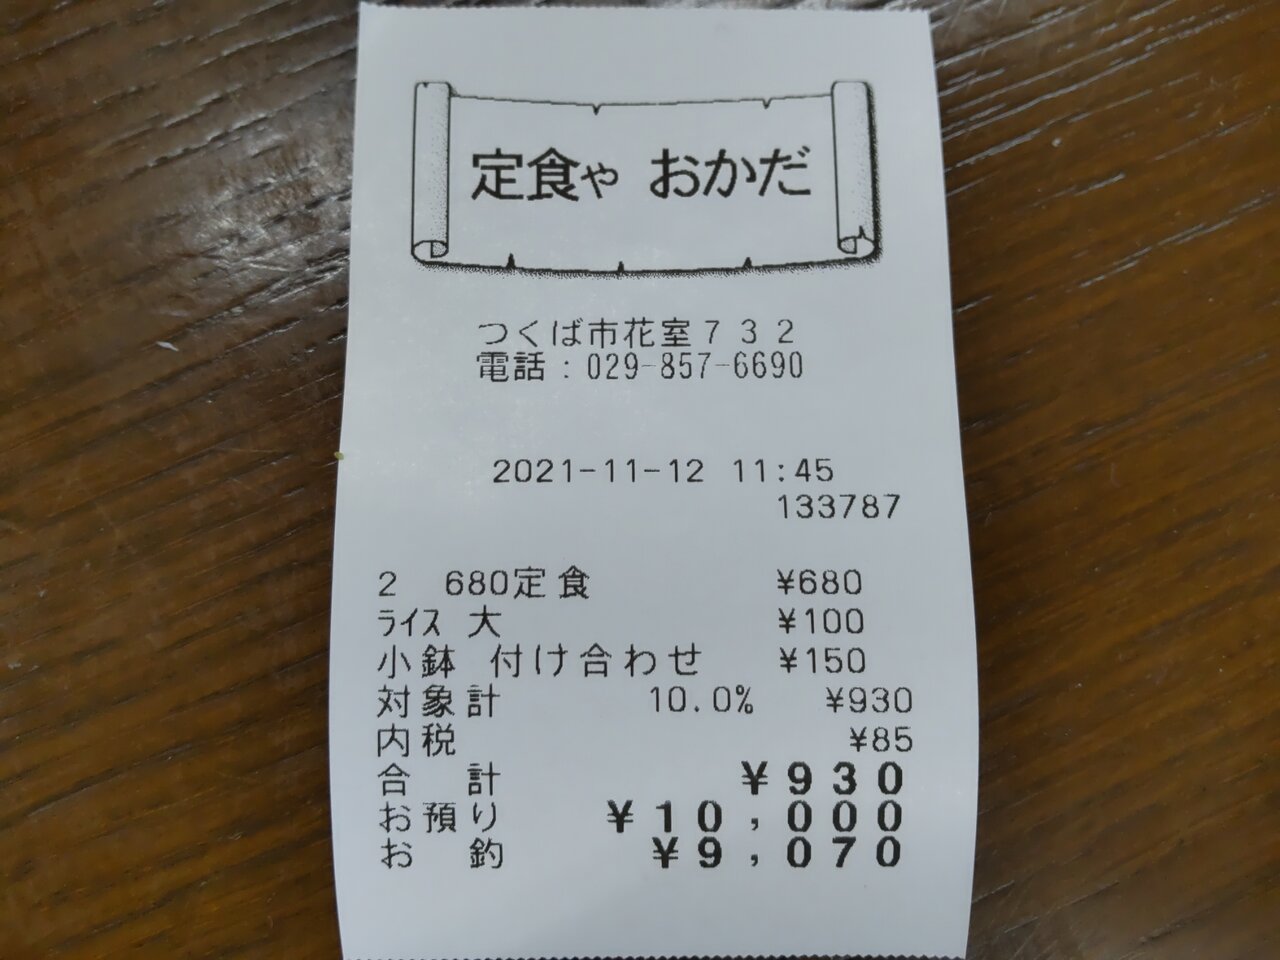 定食や おかだ
つくば市花室732
電話:029-857-6690
2021-11-12 11:45
133787
2 680定食 ¥680
ライス 大 ¥100
小鉢 付け合わせ ¥150
対象計 10.0% ¥930
内税 ¥85
合 計 ¥930
お預り ¥10,000
お 釣 ¥9,070